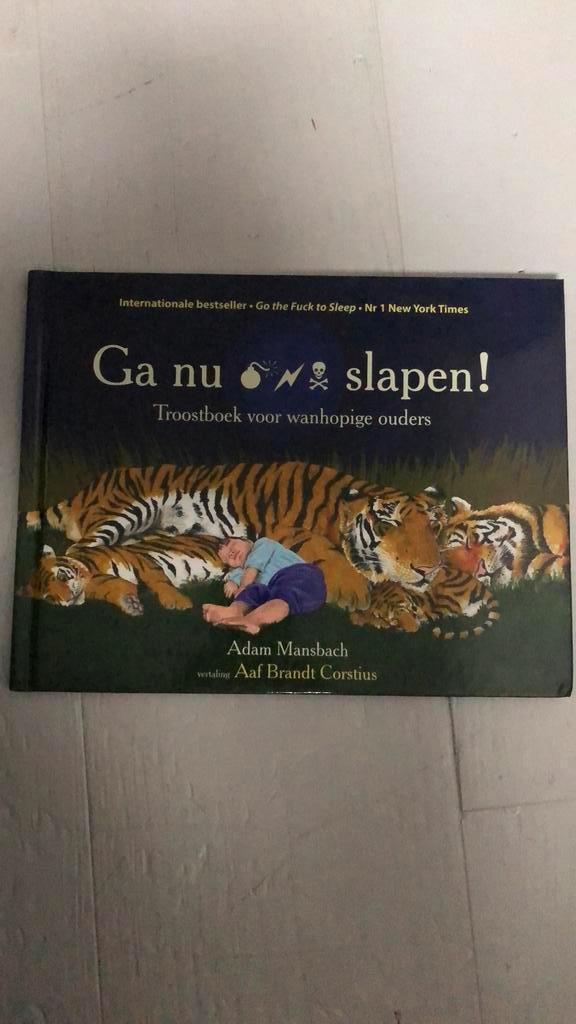 Internationale bestseller • Go the Fuck to Sleep • Nr 1 New York Times
Ga nu 💣⚡☠ slapen!
Troostboek voor wanhopige ouders
Adam Mansbach
vertaling Aaf Brandt Corstius